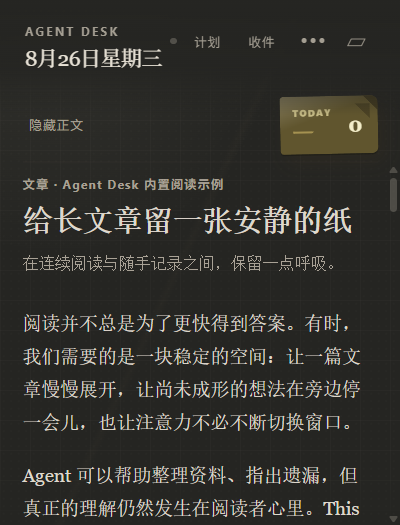 AGENT DESK
8月26日星期三
计划
收件
隐藏正文
TODAY
0
文章 · Agent Desk 内置阅读示例
给长文章留一张安静的纸
在连续阅读与随手记录之间，保留一点呼吸。
阅读并不总是为了更快得到答案。有时，
我们需要的是一块稳定的空间：让一篇文
章慢慢展开，让尚未成形的想法在旁边停
一会儿，也让注意力不必不断切换窗口。
Agent 可以帮助整理资料、指出遗漏，但
真正的理解仍然发生在阅读者心里。This